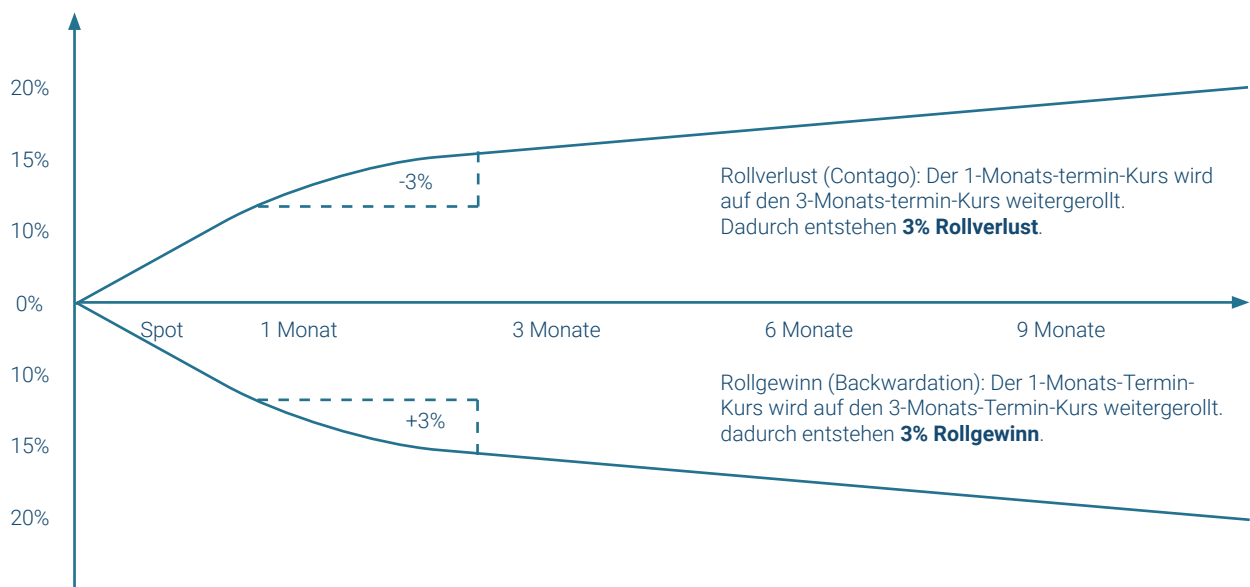 20%
15%
-3%
Rollverlust (Contago): Der 1-Monats-termin-Kurs wird
auf den 3-Monats-termin-Kurs weitergerollt.
Dadurch entstehen 3% Rollverlust.
10%
0%
Spot
1 Monat
3 Monate
6 Monate
9 Monate
10%
Rollgewinn (Backwardation): Der 1-Monats-Termin-
Kurs wird auf den 3-Monats-Termin-Kurs weitergerollt.
dadurch entstehen 3% Rollgewinn.
+3%
15%
20%